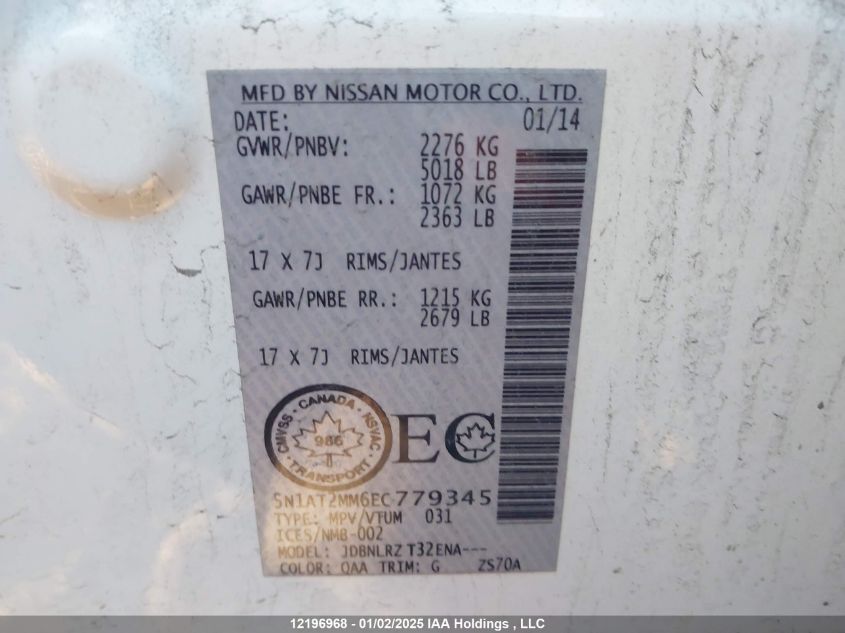 MFD BY NISSAN MOTOR CO., LTD.
DATE: 01/14
GVWR/PNBV: 2276 KG
5018 LB
GAWR/PNBE FR.: 1072 KG
2363 LB
17 X 7J RIMS/JANTES
GAWR/PNBE RR.: 1215 KG
2679 LB
17 X 7J RIMS/JANTES
CMVSS · CANADA · NSVAC · TRANSPORT ·
986
EC
5N1AT2MM6EC779345
TYPE: MPV/VTUM 031
ICES/NMB-002
MODEL: JDBNLRZ T32ENA---
COLOR: QAA TRIM: G ZS70A
12196968 - 01/02/2025 IAA Holdings , LLC